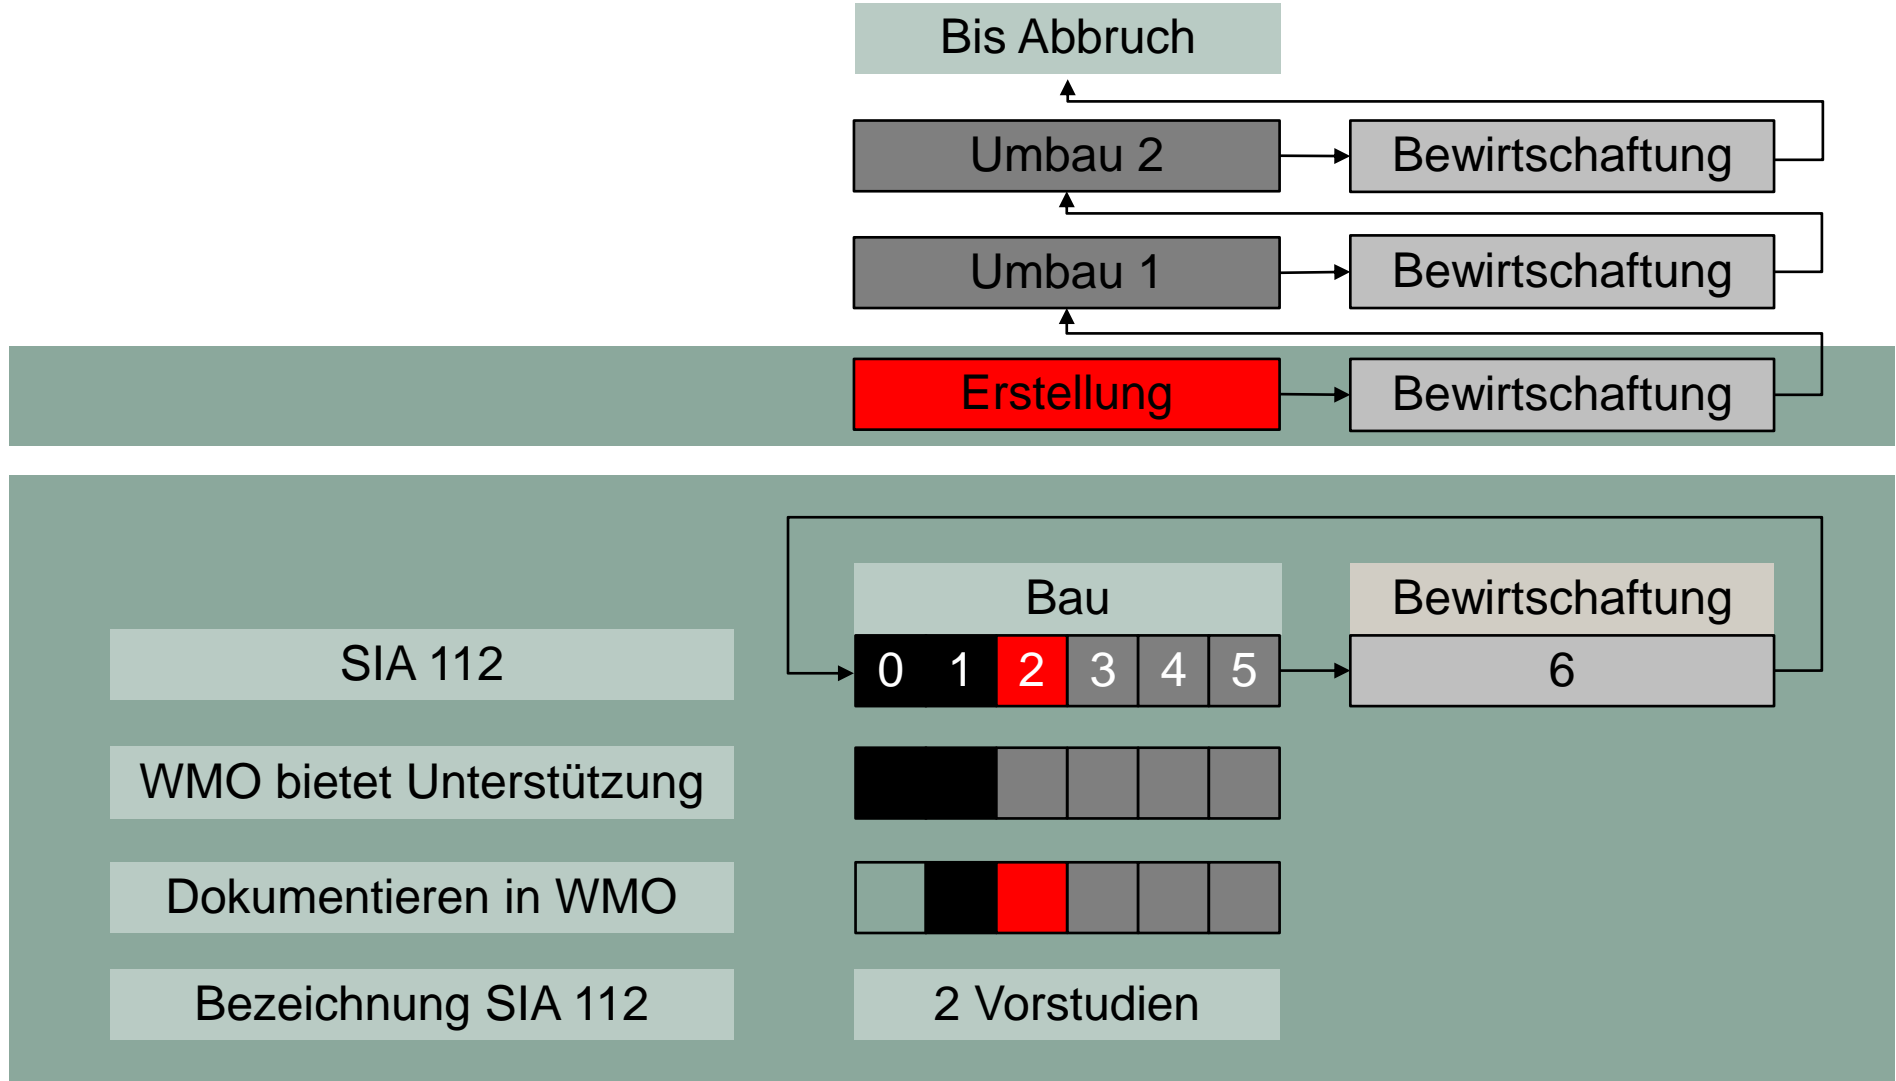 Bis Abbruch
Umbau 2 Bewirtschaftung
Umbau 1 Bewirtschaftung
Erstellung Bewirtschaftung
Bau Bewirtschaftung
SIA 112 0 1 2 3 4 5 6
WMO bietet Unterstützung
Dokumentieren in WMO
Bezeichnung SIA 112 2 Vorstudien